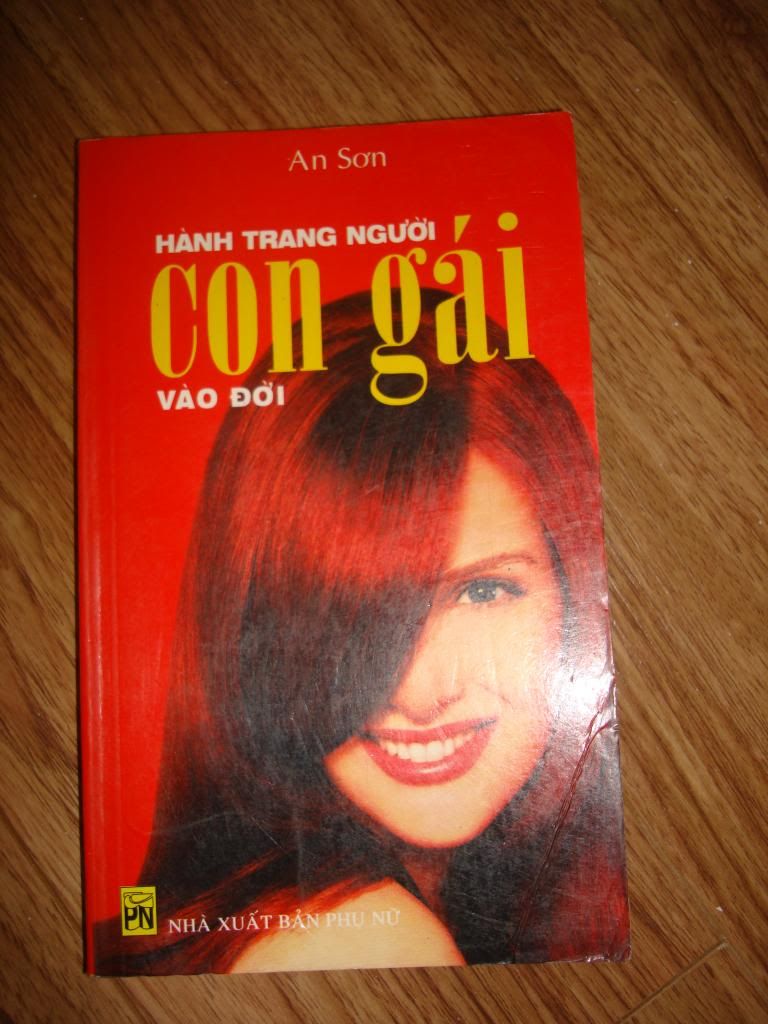 An Sơn
HÀNH TRANG NGƯỜI
con gái
VÀO ĐỜI
PN
NHÀ XUẤT BẢN PHỤ NỮ